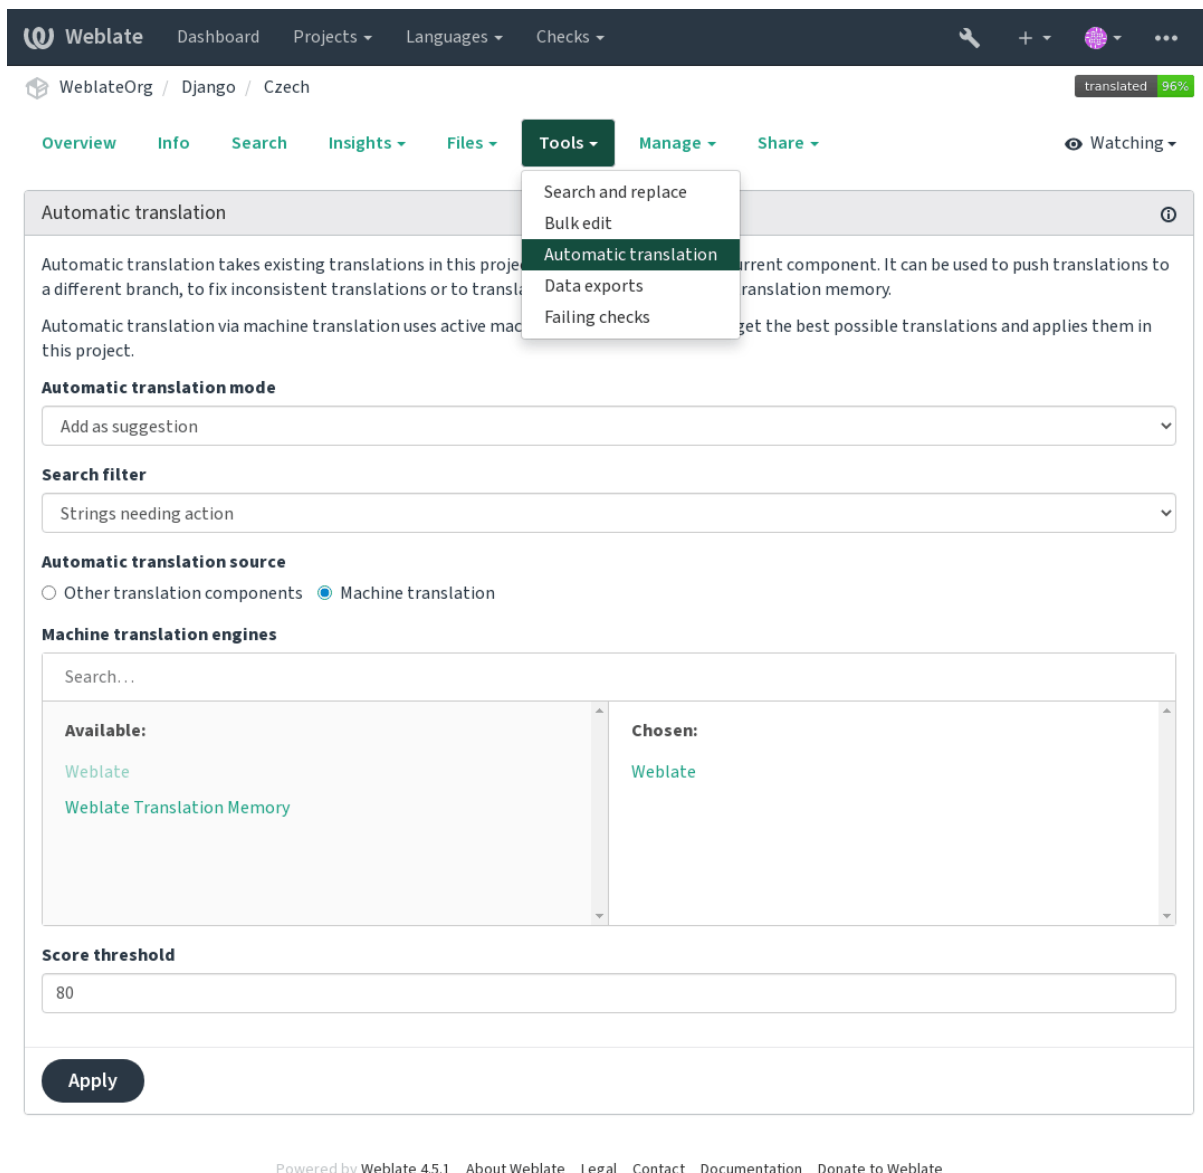 Weblate Dashboard Projects Languages Checks
WeblateOrg / Django / Czech translated 96%
Overview Info Search Insights Files Tools Manage Share Watching
Search and replace
Bulk edit
Automatic translation
Data exports
Failing checks
Automatic translation
Automatic translation takes existing translations in this current component. It can be used to push translations to
a different branch, to fix inconsistent translations or to translation memory.
Automatic translation via machine translation uses active get the best possible translations and applies them in
this project.
Automatic translation mode
Add as suggestion
Search filter
Strings needing action
Automatic translation source
Other translation components Machine translation
Machine translation engines
Search…
Available: Chosen:
Weblate Weblate
Weblate Translation Memory
Score threshold
80
Apply
Powered by Weblate 4.5.1 About Weblate Legal Contact Documentation Donate to Weblate